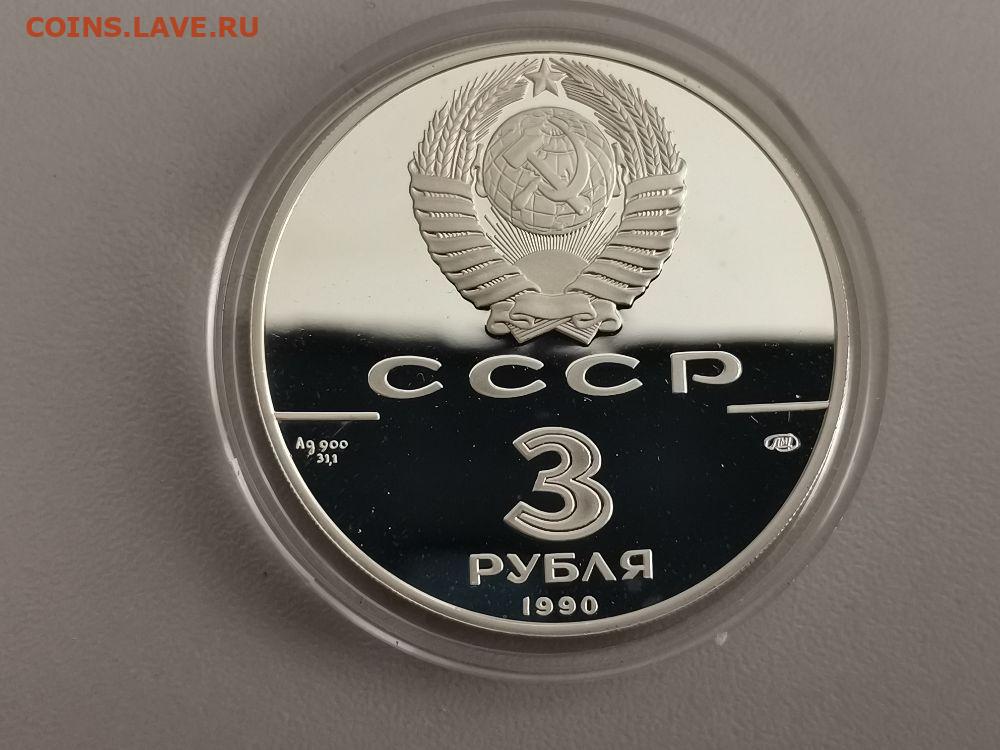 COINS.LAVE.RU
СССР
Ag 900
31,1
ЛМД
3
РУБЛЯ
1990